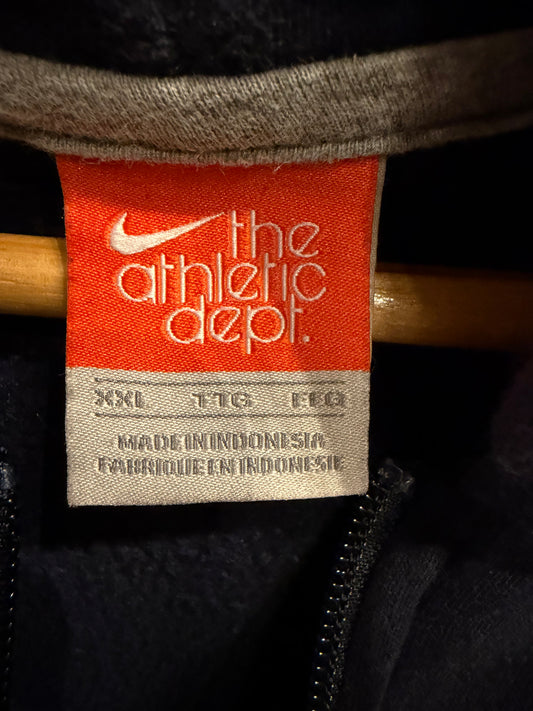 the
athletic
dept.
XXL TTG EEG
MADE IN INDONESIA
FABRIQUE EN INDONESIE